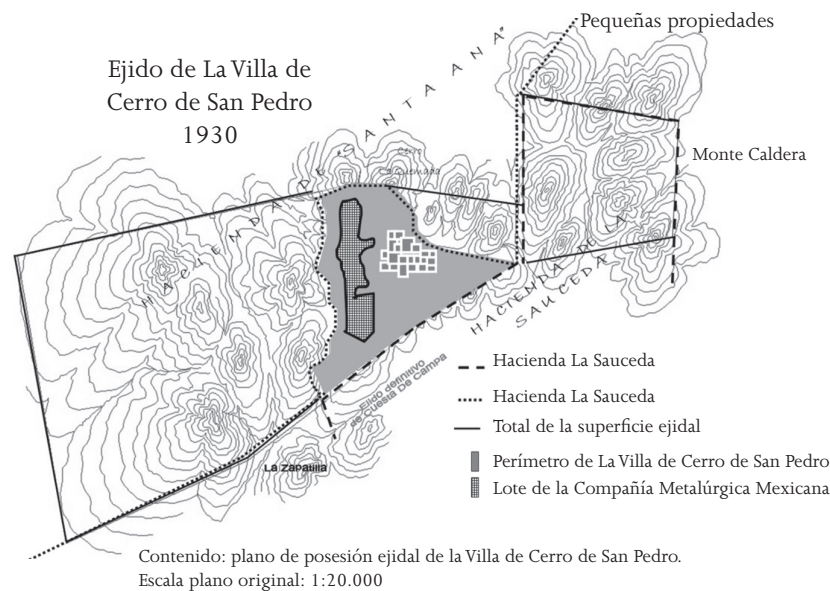 Pequeñas propiedades
Ejido de La Villa de
Cerro de San Pedro
1930
HACIENDA DE SANTA ANA
Cerro
Monte Caldera
HACIENDA DE LA
SAUCEDA
Ejido definitivo
de Cuesta De Campa
La Zapatilla
Hacienda La Sauceda
Hacienda La Sauceda
Total de la superficie ejidal
Perímetro de La Villa de Cerro de San Pedro
Lote de la Compañía Metalúrgica Mexicana
Contenido: plano de posesión ejidal de la Villa de Cerro de San Pedro.
Escala plano original: 1:20.000